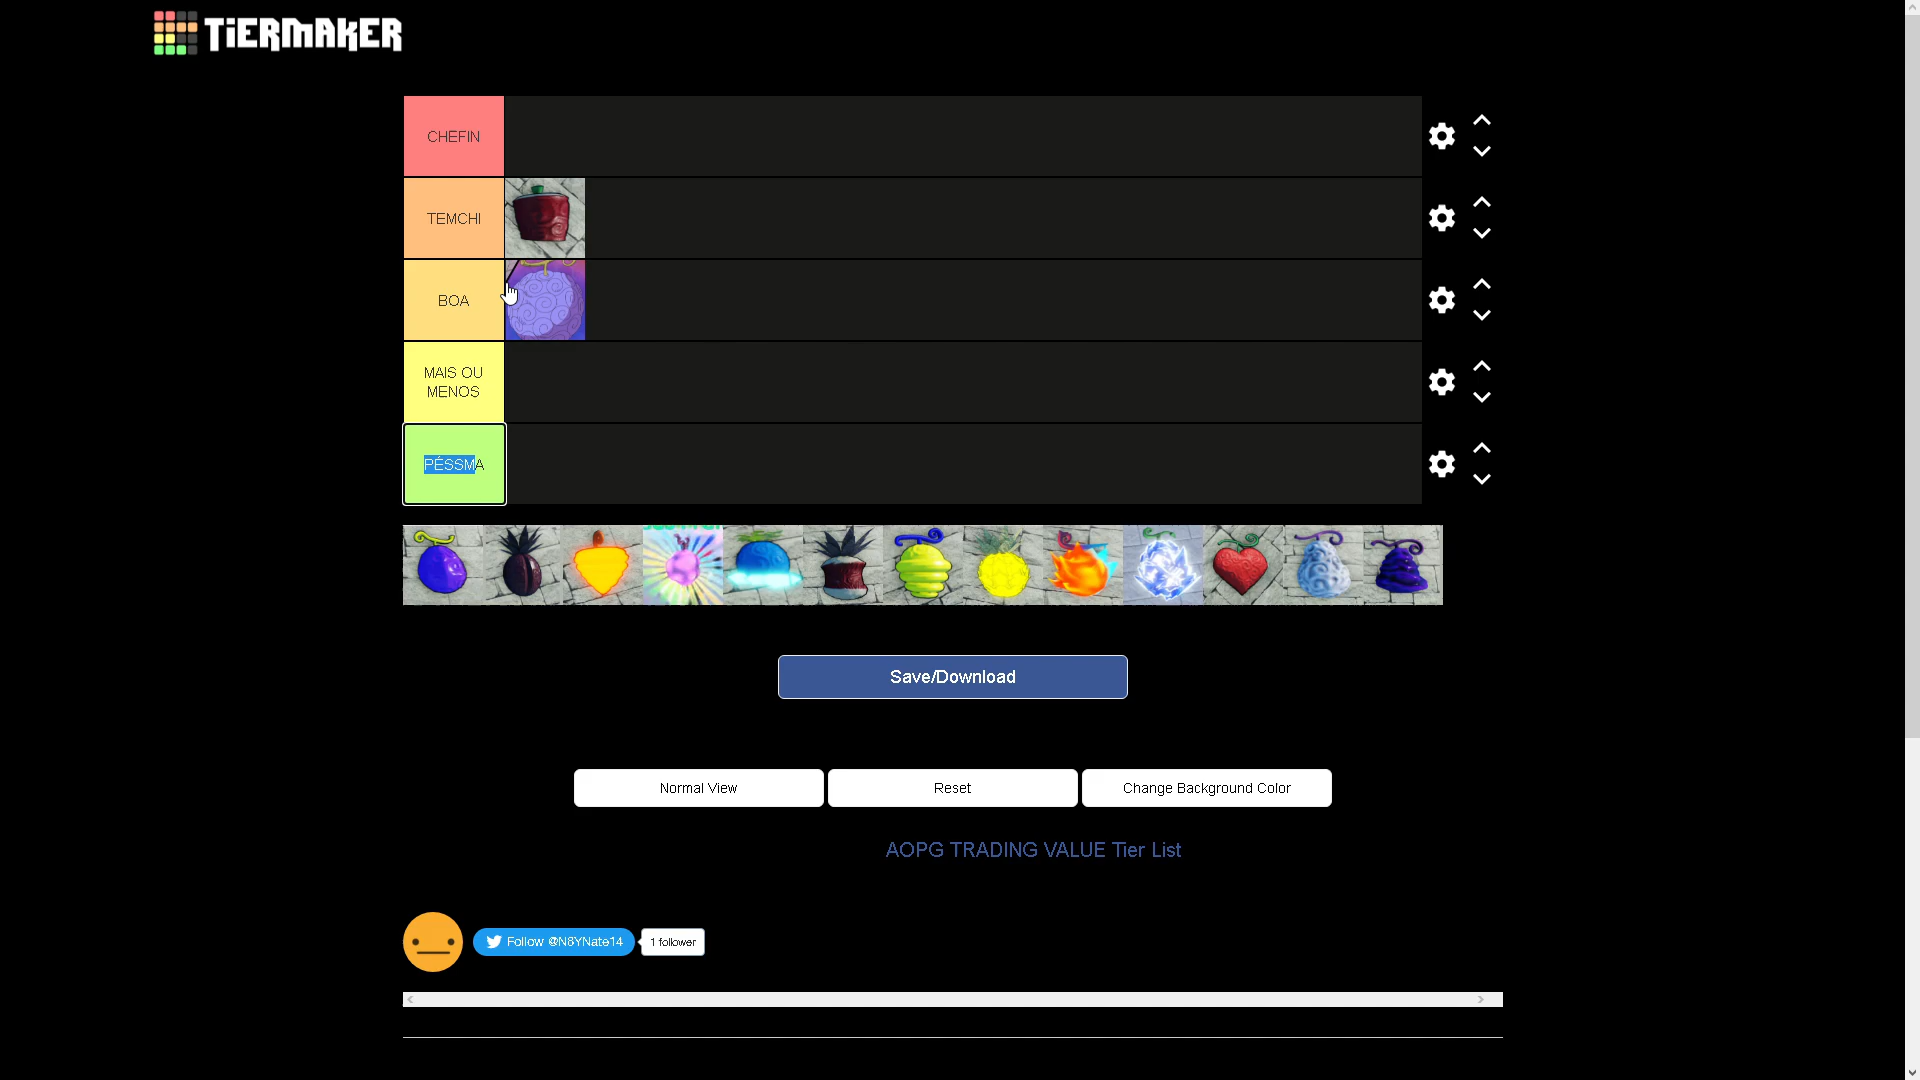 TiERMAKER
CHEFIN
TEMCHI
BOA
MAIS OU
MENOS
PÉSSMA
Save/Download
Normal View
Reset
Change Background Color
AOPG TRADING VALUE Tier List
Follow @N8YNate14
1 follower